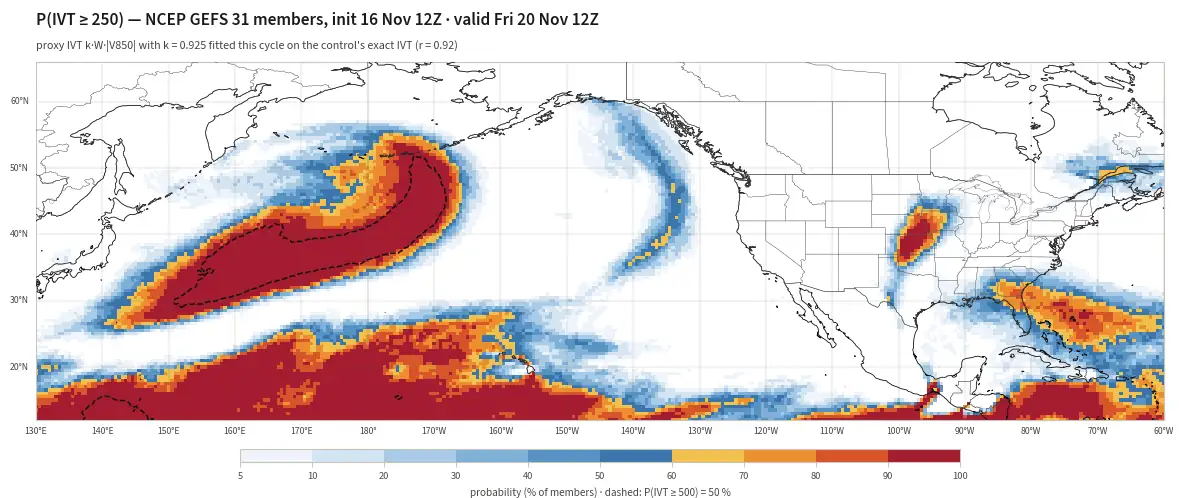 P(IVT ≥ 250) — NCEP GEFS 31 members, init 16 Nov 12Z · valid Fri 20 Nov 12Z
proxy IVT k·W·|V850| with k = 0.925 fitted this cycle on the control's exact IVT (r = 0.92)
60°N
50°N
40°N
30°N
20°N
130°E 140°E 150°E 160°E 170°E 180° 170°W 160°W 150°W 140°W 130°W 120°W 110°W 100°W 90°W 80°W 70°W 60°W
5 10 20 30 40 50 60 70 80 90 100
probability (% of members) · dashed: P(IVT ≥ 500) = 50 %